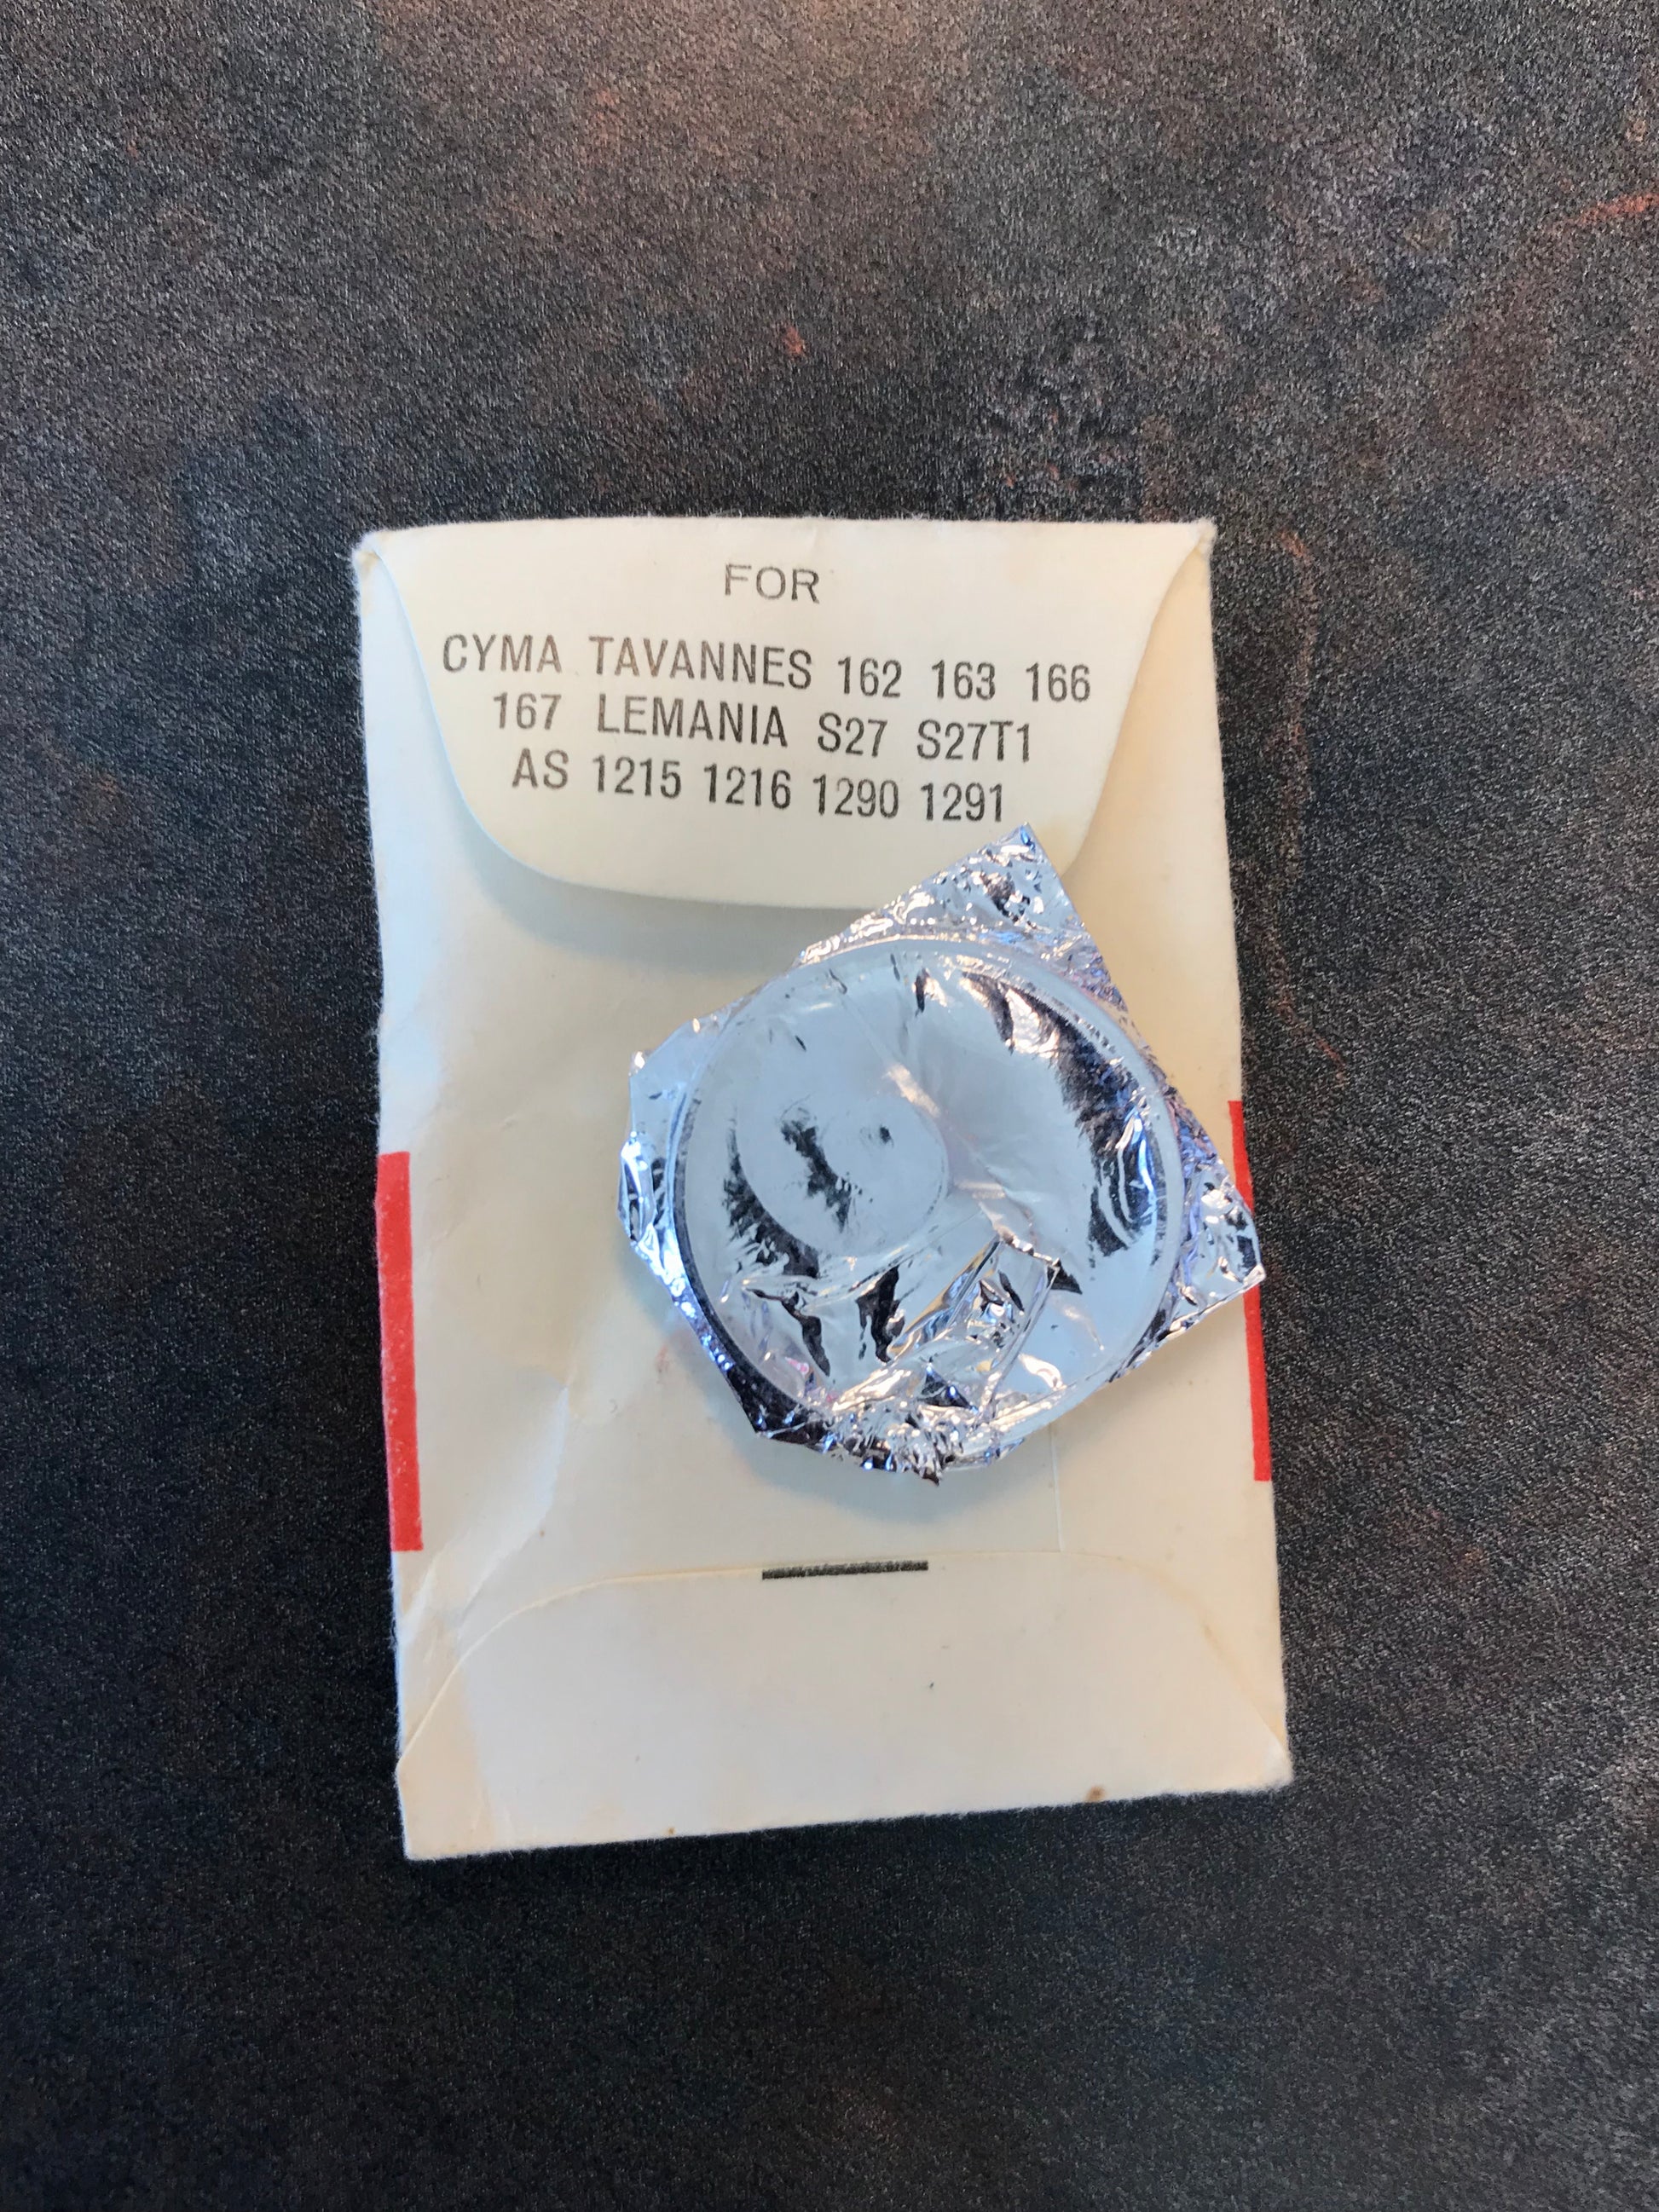 FOR
CYMA TAVANNES 162 163 166
167 LEMANIA S27 S27T1
AS 1215 1216 1290 1291